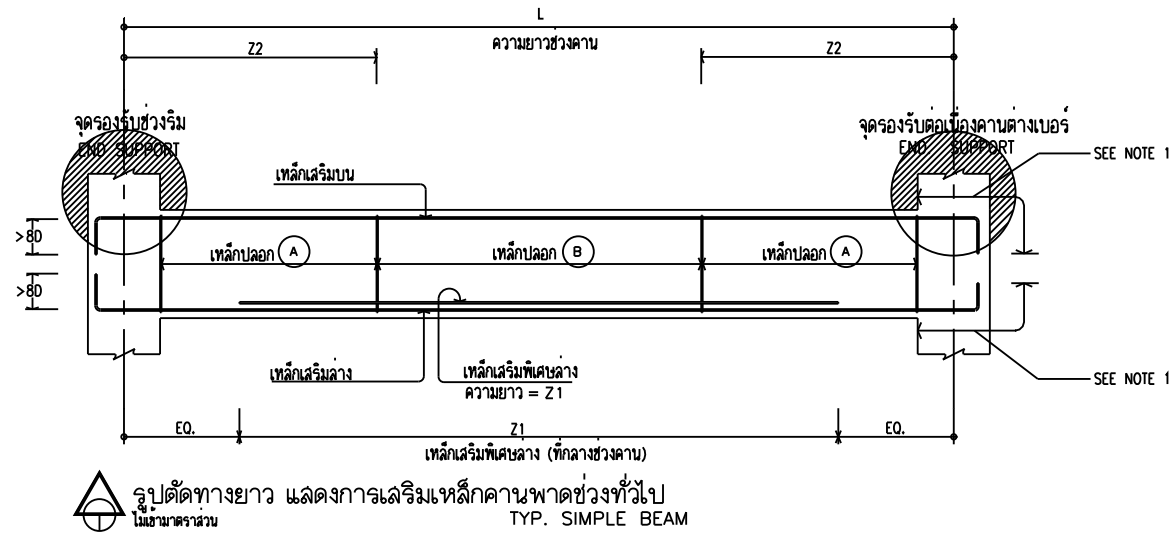 L
ความยาวช่วงคาน
Z2
Z2
จุดรองรับช่วงริม
END SUPPORT
จุดรองรับต่อเนื่องคานต่างเบอร์
END SUPPORT
SEE NOTE 1
เหล็กเสริมบน
>8D
เหล็กปลอก A
เหล็กปลอก B
เหล็กปลอก A
>8D
เหล็กเสริมล่าง
เหล็กเสริมพิเศษล่าง
ความยาว = Z1
SEE NOTE 1
EQ.
Z1
EQ.
เหล็กเสริมพิเศษล่าง (ที่กลางช่วงคาน)
รูปตัดทางยาว แสดงการเสริมเหล็กคานพาดช่วงทั่วไป
ไม่เข้ามาตราส่วน
TYP. SIMPLE BEAM